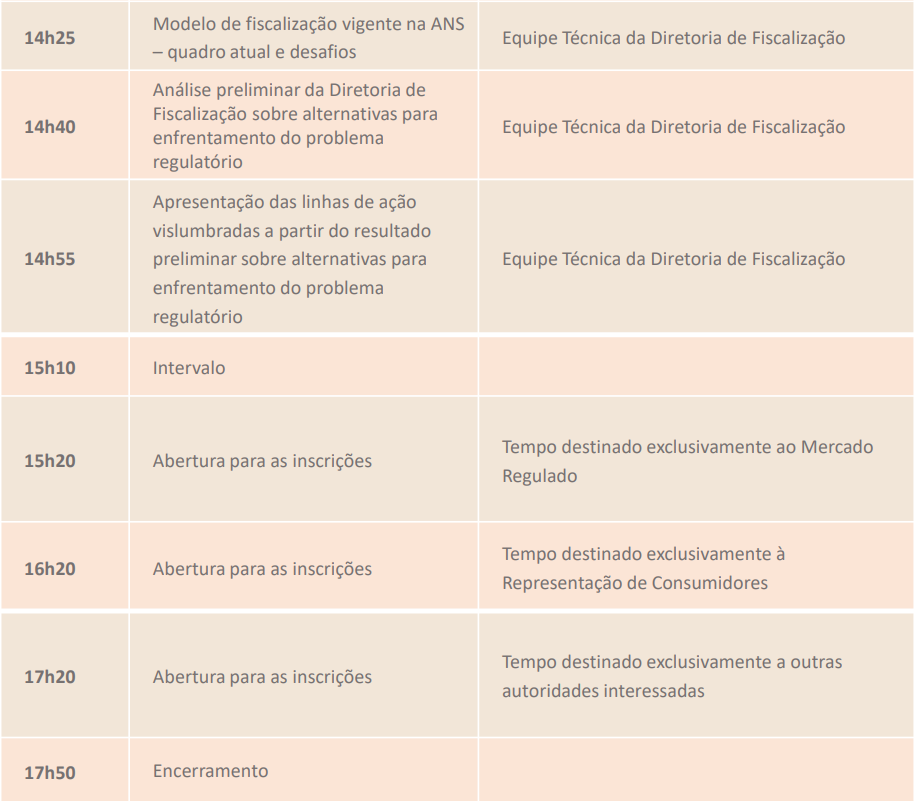 14h25
Modelo de fiscalização vigente na ANS
– quadro atual e desafios
Equipe Técnica da Diretoria de Fiscalização
14h40
Análise preliminar da Diretoria de
Fiscalização sobre alternativas para
enfrentamento do problema
regulatório
Equipe Técnica da Diretoria de Fiscalização
14h55
Apresentação das linhas de ação
vislumbradas a partir do resultado
preliminar sobre alternativas para
enfrentamento do problema
regulatório
Equipe Técnica da Diretoria de Fiscalização
15h10
Intervalo
15h20
Abertura para as inscrições
Tempo destinado exclusivamente ao Mercado
Regulado
16h20
Abertura para as inscrições
Tempo destinado exclusivamente à
Representação de Consumidores
17h20
Abertura para as inscrições
Tempo destinado exclusivamente a outras
autoridades interessadas
17h50
Encerramento